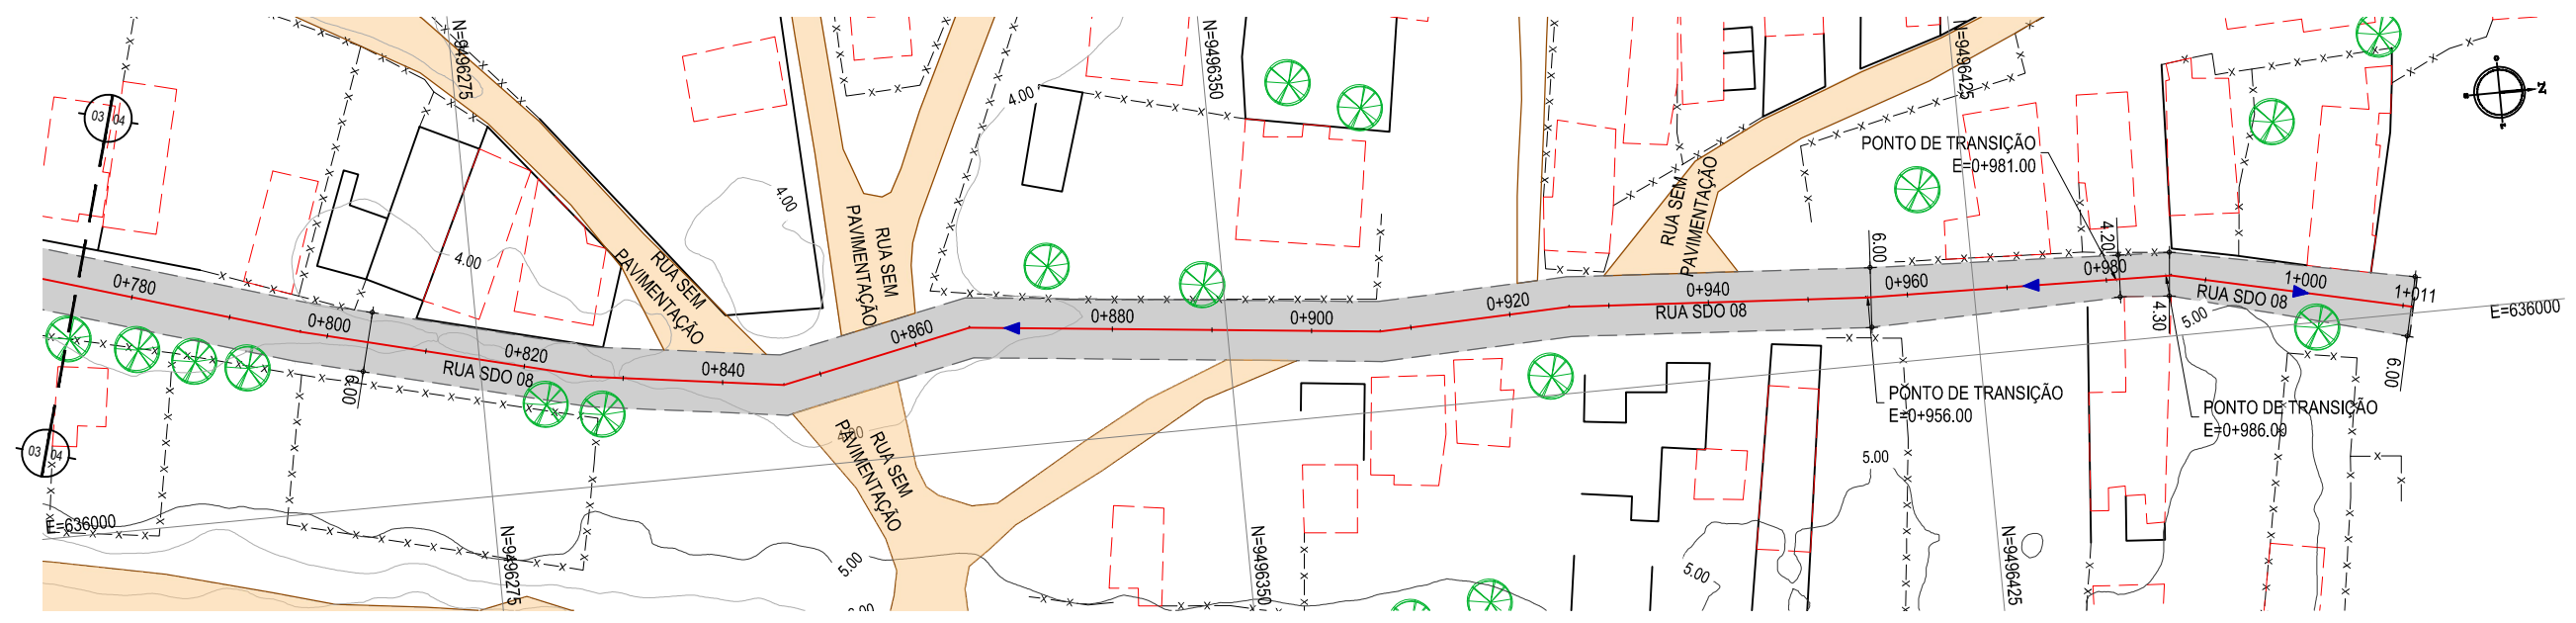 N=9496275
N=9496350
N=9496425
N
03 04
4.00
4.00
4.00
PONTO DE TRANSIÇÃO
E=0+981.00
RUA SEM
PAVIMENTAÇÃO
RUA SEM
PAVIMENTAÇÃO
RUA SEM
PAVIMENTAÇÃO
6.00
4.20
0+780
0+800
0+820
0+840
0+860
0+880
0+900
0+920
0+940
0+960
0+980
1+000
1+011
RUA SDO 08
RUA SDO 08
RUA SDO 08
6.00
4.30
5.00
6.00
E=636000
PONTO DE TRANSIÇÃO
E=0+956.00
PONTO DE TRANSIÇÃO
E=0+986.00
03 04
4.00
RUA SEM
PAVIMENTAÇÃO
5.00
E=636000
5.00
5.00
N=9496275
N=9496350
N=9496425